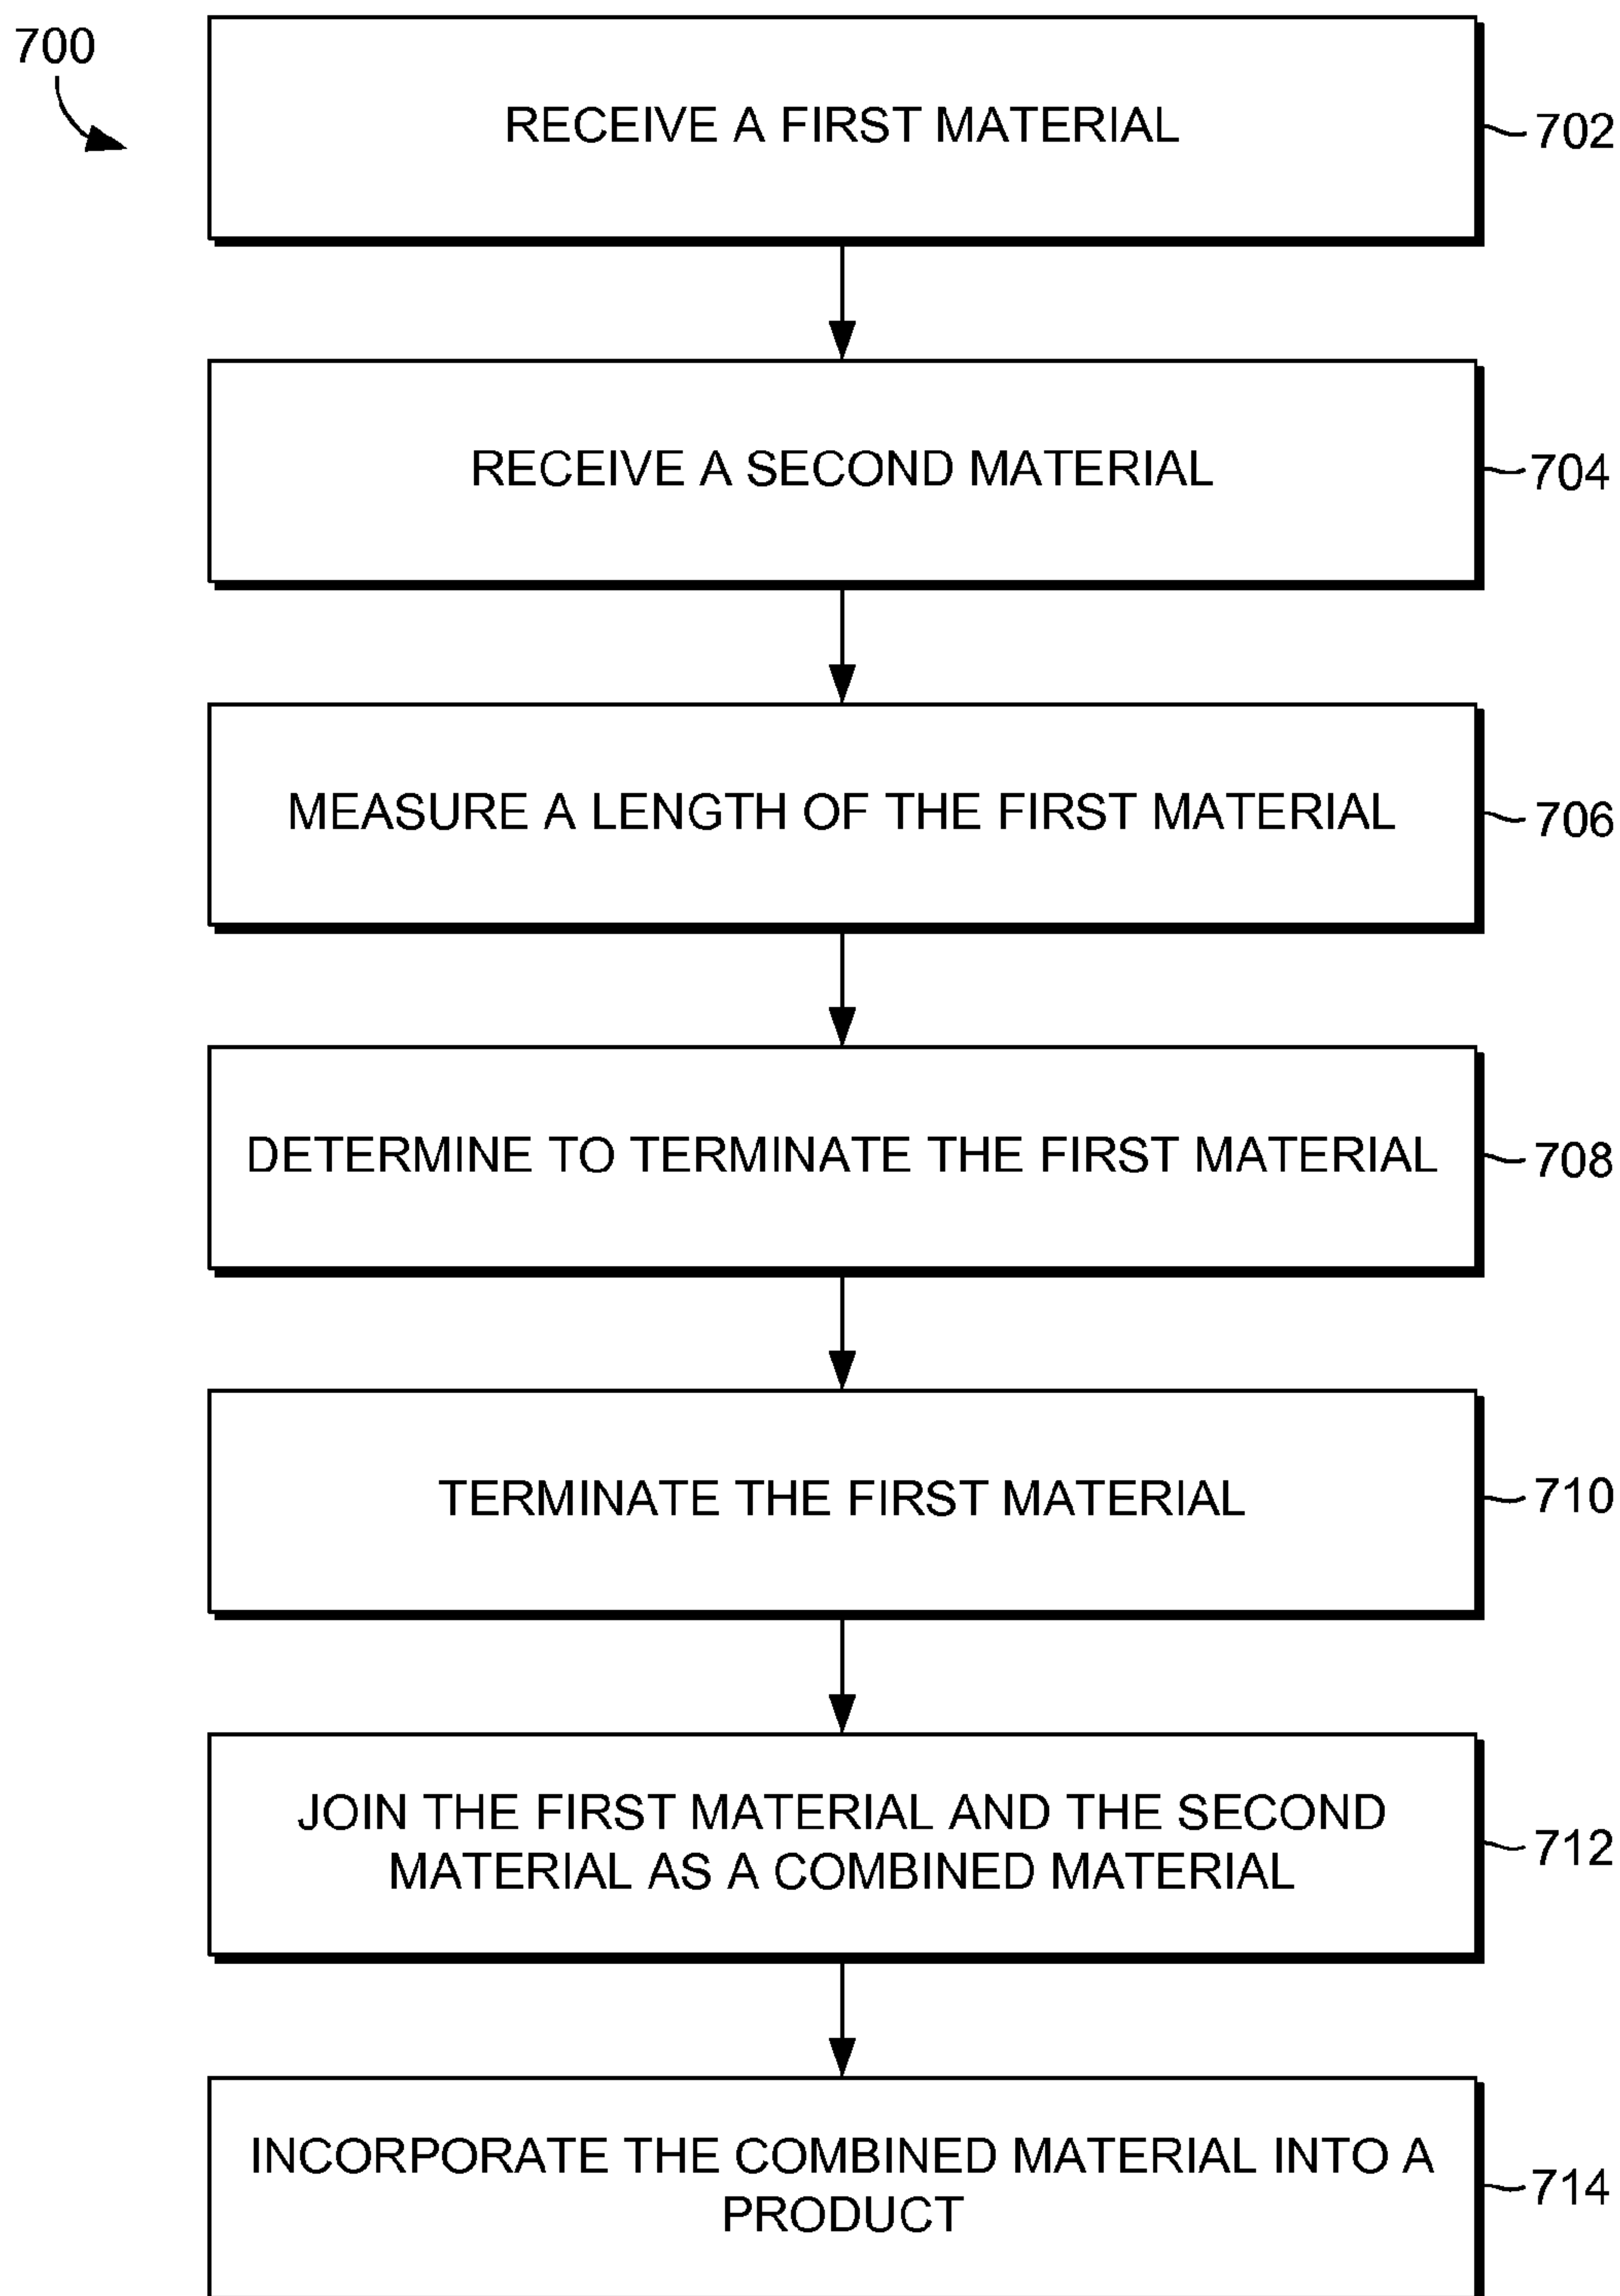 700
RECEIVE A FIRST MATERIAL
702
RECEIVE A SECOND MATERIAL
704
MEASURE A LENGTH OF THE FIRST MATERIAL
706
DETERMINE TO TERMINATE THE FIRST MATERIAL
708
TERMINATE THE FIRST MATERIAL
710
JOIN THE FIRST MATERIAL AND THE SECOND
MATERIAL AS A COMBINED MATERIAL
712
INCORPORATE THE COMBINED MATERIAL INTO A
PRODUCT
714